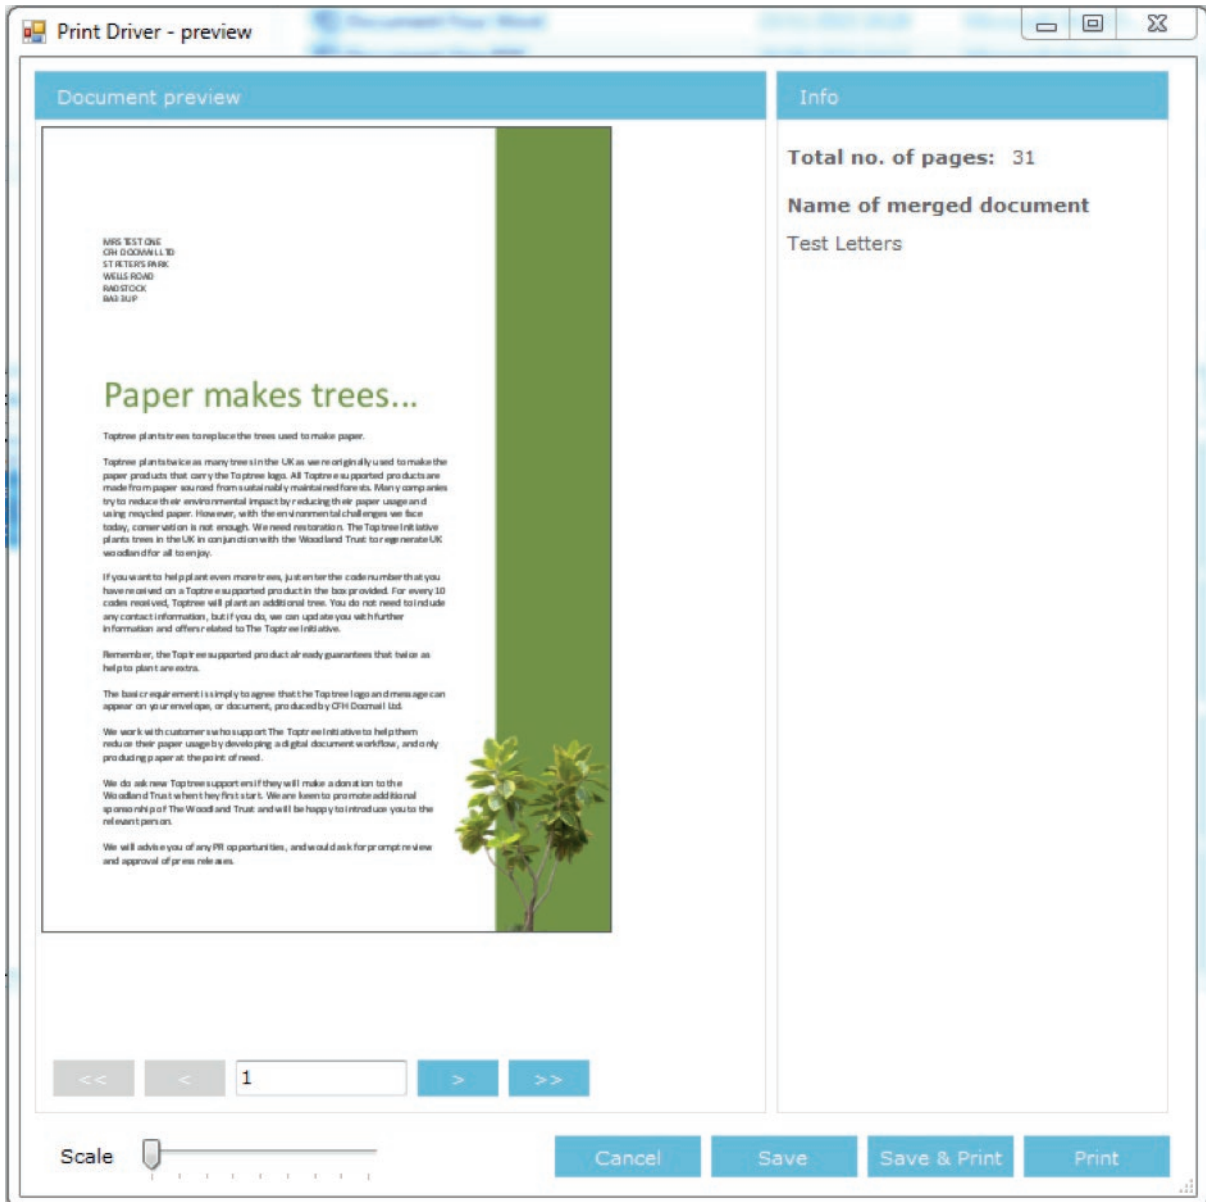 Print Driver - preview
Document preview
MRS TEST ONE
CFH DOCMAIL LTD
ST PETER'S PARK
WELLS ROAD
RADSTOCK
BA3 3UP
Paper makes trees...
Toptree plants trees to replace the trees used to make paper.
Toptree plants twice as many trees in the UK as were originally used to make the
paper products that carry the Toptree logo. All Toptree supported products are
made from paper sourced from sustainably maintained forests. Many companies
try to reduce their environmental impact by reducing their paper usage and
using recycled paper. However, with the environmental challenges we face
today, conservation is not enough. We need restoration. The Toptree Initiative
plants trees in the UK in conjunction with the Woodland Trust to regenerate UK
woodland for all to enjoy.
If you want to help plant even more trees, just enter the code number that you
have received on a Toptree supported product in the box provided. For every 10
codes received, Toptree will plant an additional tree. You do not need to include
any contact information, but if you do, we can update you with further
information and offers related to The Toptree Initiative.
Remember, the Toptree supported product already guarantees that twice as
help to plant are extra.
The basic requirement is simply to agree that the Toptree logo and message can
appear on your envelope, or document, produced by CFH Docmail Ltd.
We work with customers who support The Toptree Initiative to help them
reduce their paper usage by developing a digital document workflow, and only
producing paper at the point of need.
We do ask new Toptree supporters if they will make a donation to the
Woodland Trust when they first start. We are keen to promote additional
sponsorship of The Woodland Trust and will be happy to introduce you to the
relevant person.
We will advise you of any PR opportunities, and would ask for prompt review
and approval of press releases.
<< < 1 > >>
Info
Total no. of pages: 31
Name of merged document
Test Letters
Scale
Cancel Save Save & Print Print